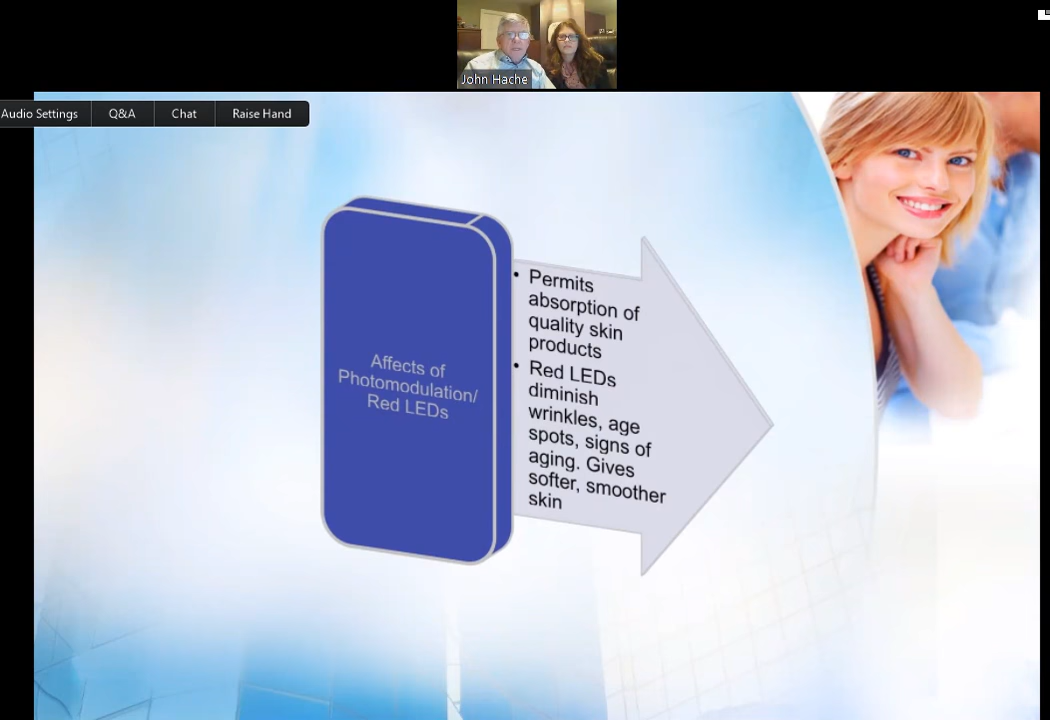 John Hache
Audio Settings
Q&A
Chat
Raise Hand
Affects of
Photomodulation/
Red LEDs
• Permits
absorption of
quality skin
products
• Red LEDs
diminish
wrinkles, age
spots, signs of
aging. Gives
softer, smoother
skin